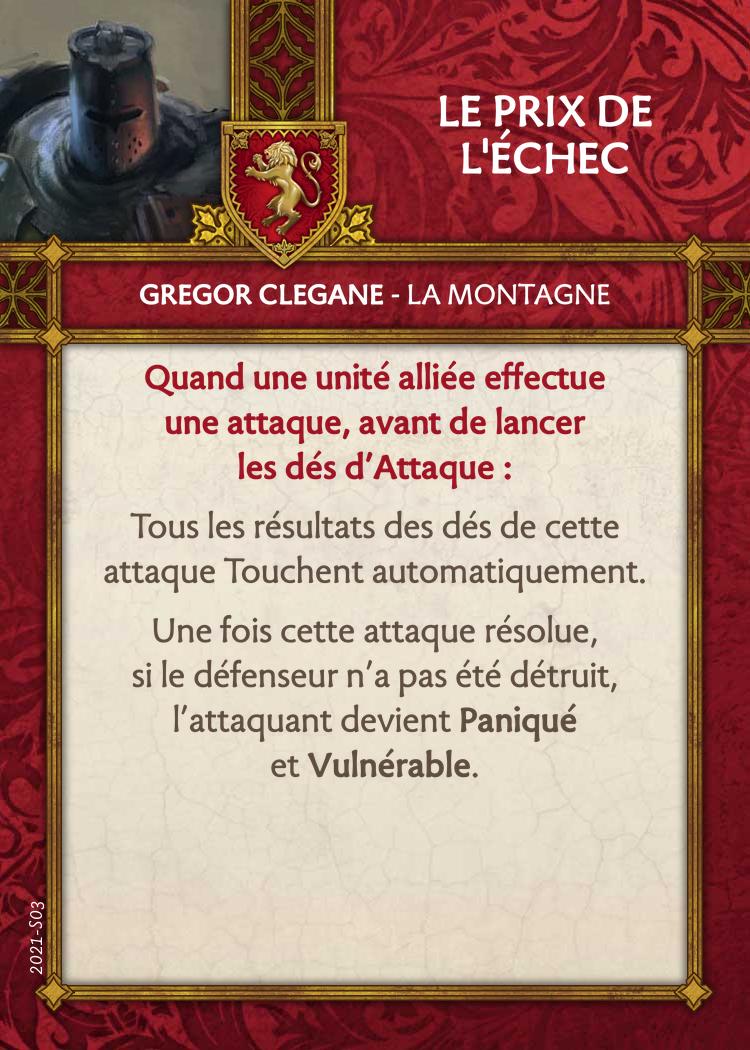 LE PRIX DE
L'ÉCHEC
GREGOR CLEGANE - LA MONTAGNE
Quand une unité alliée effectue
une attaque, avant de lancer
les dés d'Attaque :
Tous les résultats des dés de cette
attaque Touchent automatiquement.
Une fois cette attaque résolue,
si le défenseur n'a pas été détruit,
l'attaquant devient Paniqué
et Vulnérable.
2021-S03